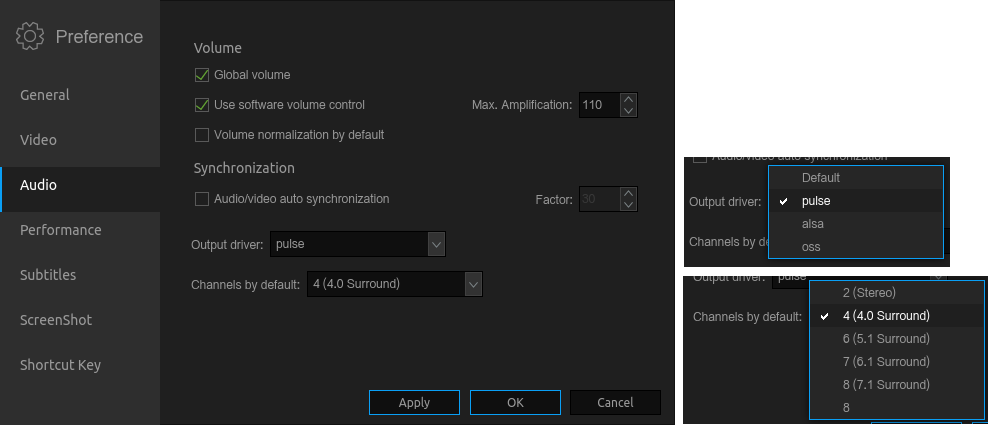 Preference
General
Video
Audio
Performance
Subtitles
ScreenShot
Shortcut Key
Volume
Global volume
Use software volume control
Max. Amplification: 110
Volume normalization by default
Synchronization
Audio/video auto synchronization
Factor: 30
Output driver: pulse
Channels by default: 4 (4.0 Surround)
Apply
OK
Cancel
Audio/video auto synchronization
Default
Output driver:
pulse
alsa
Channels by de
oss
Output driver: pulse
2 (Stereo)
Channels by default:
4 (4.0 Surround)
6 (5.1 Surround)
7 (6.1 Surround)
8 (7.1 Surround)
8